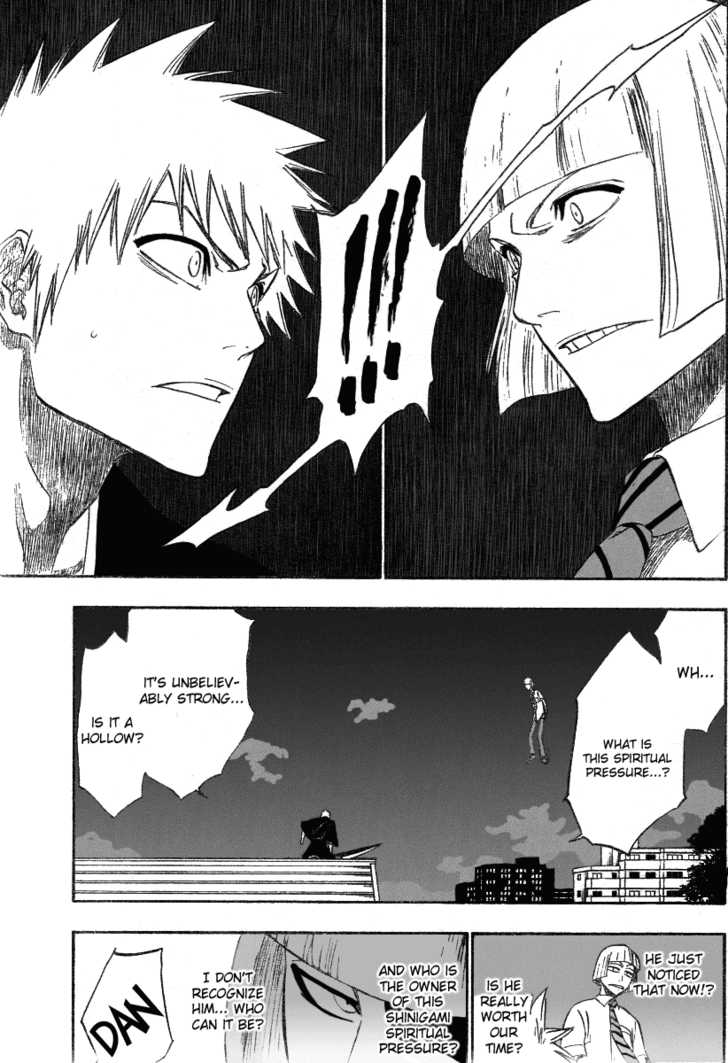 !!!
WH...
WHAT IS
THIS SPIRITUAL
PRESSURE...?
IT'S UNBELIEV-
ABLY STRONG...
IS IT A
HOLLOW?
HE JUST
NOTICED
THAT NOW!?
IS HE
REALLY
WORTH
OUR
TIME?
AND WHO IS
THE OWNER
OF THIS
SHINIGAMI
SPIRITUAL
PRESSURE?
I DON'T
RECOGNIZE
HIM... WHO
CAN IT BE?
DAN